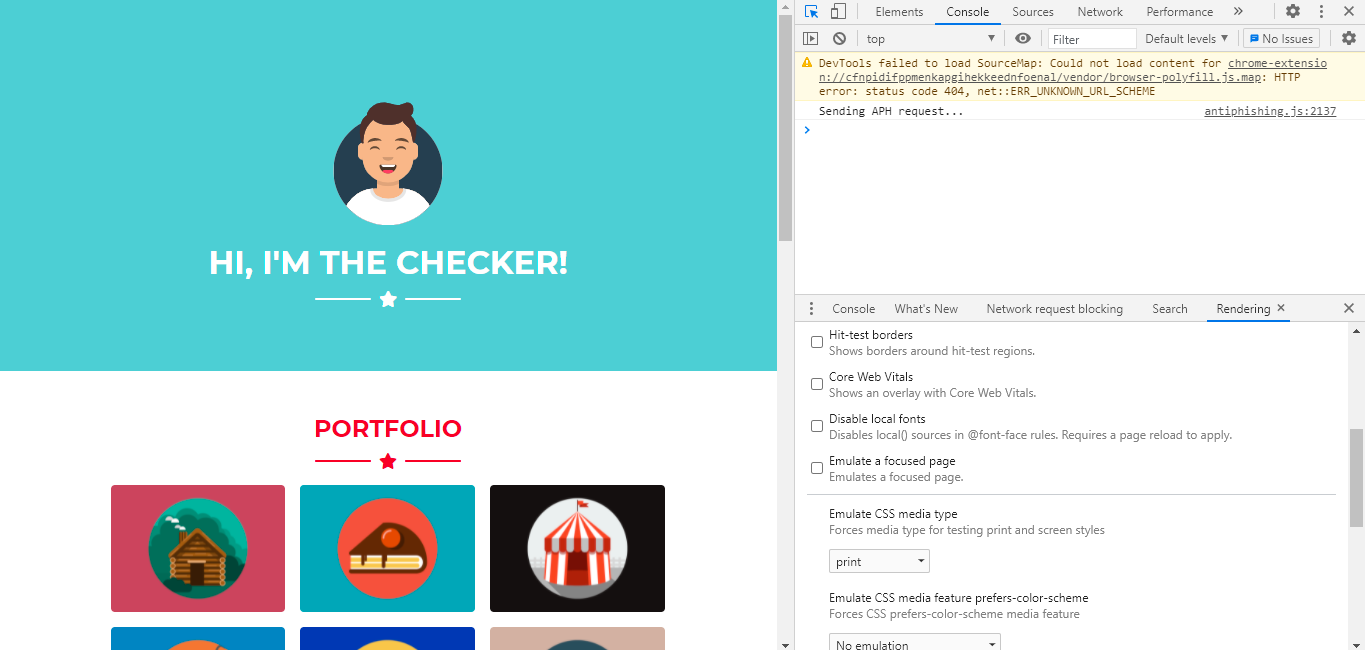 HI, I'M THE CHECKER!
PORTFOLIO
Elements Console Sources Network Performance
top Filter Default levels No Issues
DevTools failed to load SourceMap: Could not load content for chrome-extensio
n://cfnpidifppmenkapgihekkeednfoenal/vendor/browser-polyfill.js.map: HTTP
error: status code 404, net::ERR_UNKNOWN_URL_SCHEME
Sending APH request... antiphishing.js:2137
Console What's New Network request blocking Search Rendering
Hit-test borders
Shows borders around hit-test regions.
Core Web Vitals
Shows an overlay with Core Web Vitals.
Disable local fonts
Disables local() sources in @font-face rules. Requires a page reload to apply.
Emulate a focused page
Emulates a focused page.
Emulate CSS media type
Forces media type for testing print and screen styles
print
Emulate CSS media feature prefers-color-scheme
Forces CSS prefers-color-scheme media feature
No emulation